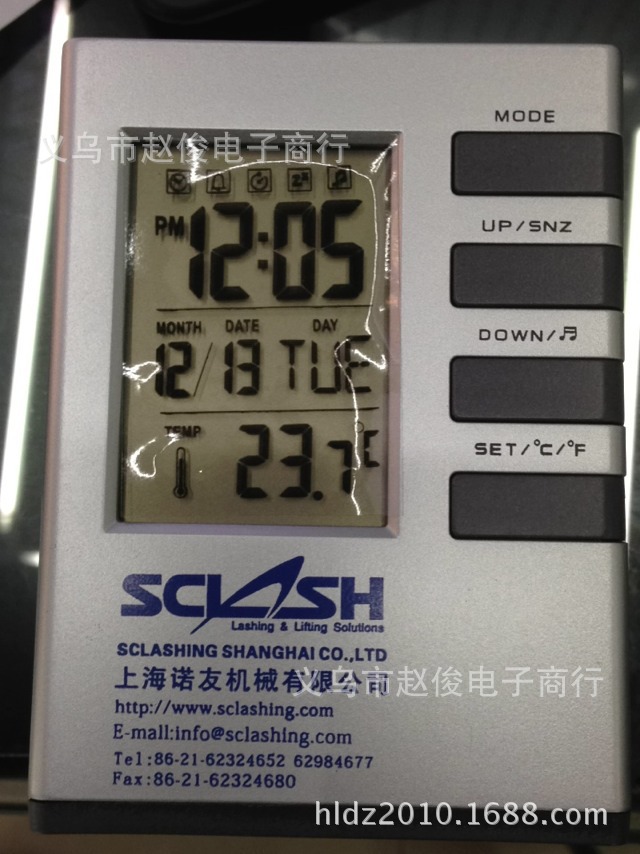 MODE
义乌市赵俊电子商行
PM 12:05
UP/SNZ
MONTH DATE DAY
12/13 TUE
DOWN/♫
TEMP
23.7°C
SET/°C/°F
SCLASH
Lashing & Lifting Solutions
SCLASHING SHANGHAI CO.,LTD
上海诺友机械有限公司
义乌市赵俊电子商行
http://www.sclashing.com
E-mall:info@sclashing.com
Tel:86-21-62324652 62984677
Fax:86-21-62324680
hldz2010.1688.com